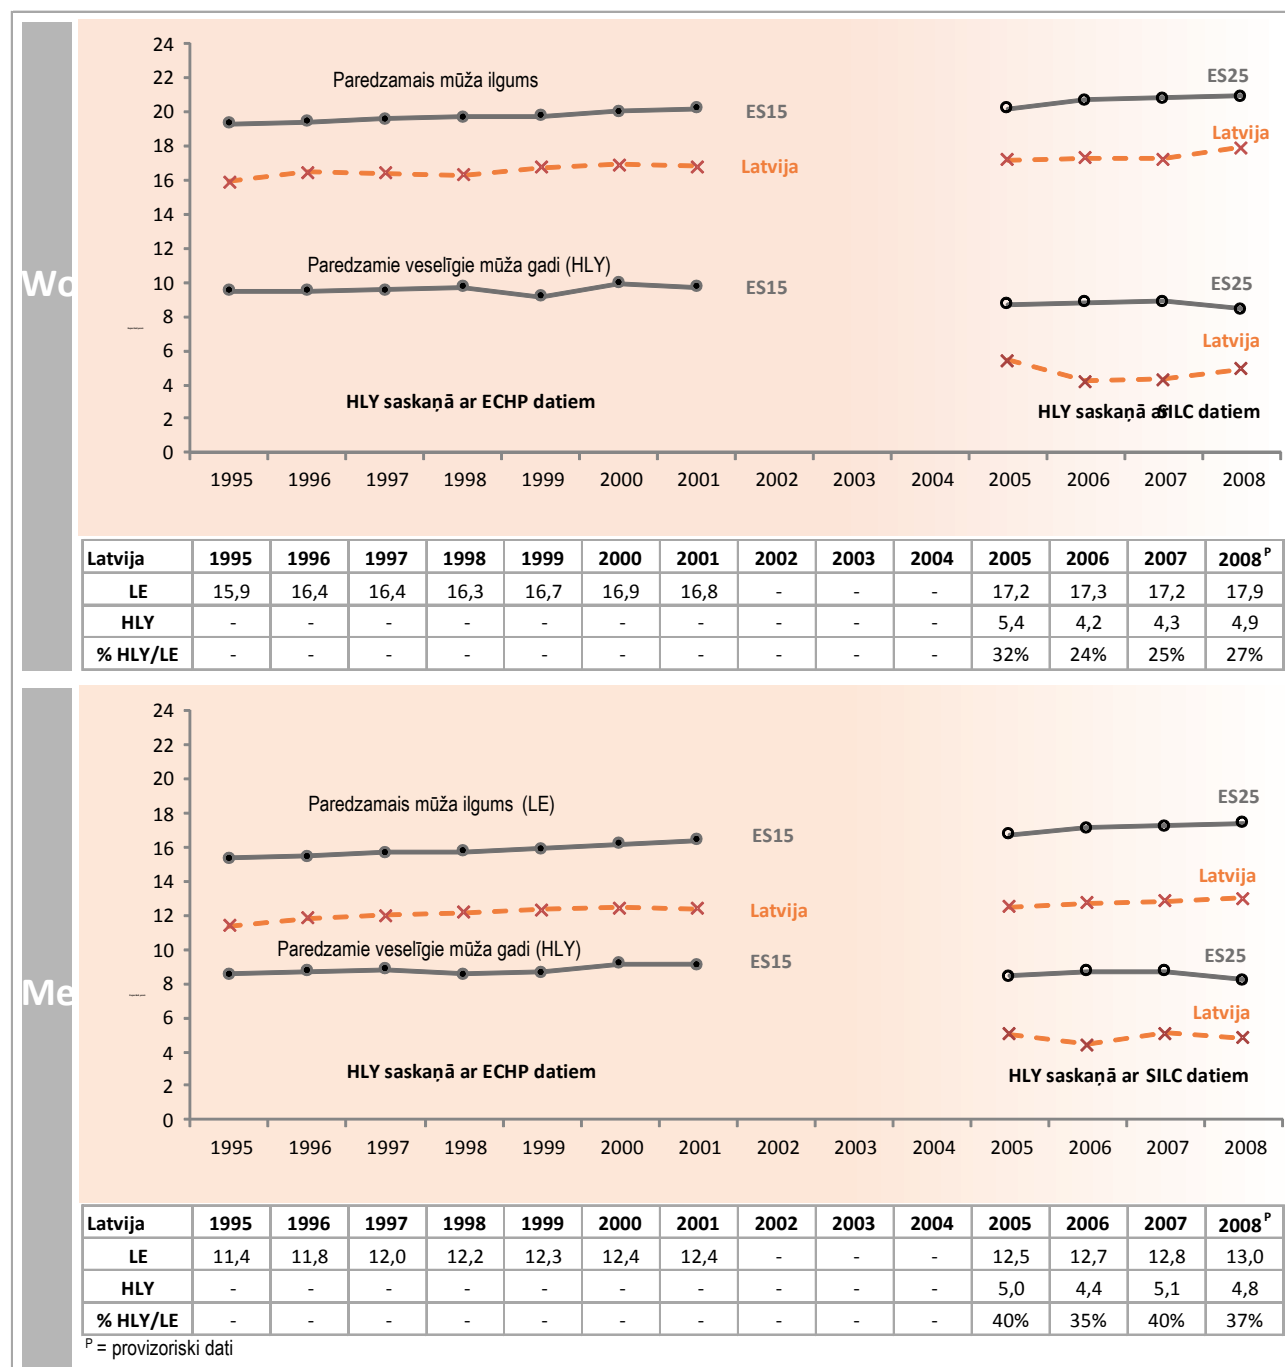 Wo
24
22
20
18
16
14
12
10
8
6
4
2
0
Paredzamais mūža ilgums
ES15
Latvija
Paredzamie veselīgie mūža gadi (HLY)
ES15
HLY saskaņā ar ECHP datiem
ES25
Latvija
ES25
Latvija
HLY saskaņā ar SILC datiem
1995 1996 1997 1998 1999 2000 2001 2002 2003 2004 2005 2006 2007 2008
Latvija 1995 1996 1997 1998 1999 2000 2001 2002 2003 2004 2005 2006 2007 2008 P
LE 15,9 16,4 16,4 16,3 16,7 16,9 16,8 - - - 17,2 17,3 17,2 17,9
HLY - - - - - - - - - - 5,4 4,2 4,3 4,9
% HLY/LE - - - - - - - - - - 32% 24% 25% 27%
Me
24
22
20
18
16
14
12
10
8
6
4
2
0
Paredzamais mūža ilgums (LE)
ES15
Latvija
Paredzamie veselīgie mūža gadi (HLY)
ES15
HLY saskaņā ar ECHP datiem
ES25
Latvija
ES25
Latvija
HLY saskaņā ar SILC datiem
1995 1996 1997 1998 1999 2000 2001 2002 2003 2004 2005 2006 2007 2008
Latvija 1995 1996 1997 1998 1999 2000 2001 2002 2003 2004 2005 2006 2007 2008 P
LE 11,4 11,8 12,0 12,2 12,3 12,4 12,4 - - - 12,5 12,7 12,8 13,0
HLY - - - - - - - - - - 5,0 4,4 5,1 4,8
% HLY/LE - - - - - - - - - - 40% 35% 40% 37%
P = provizoriski dati